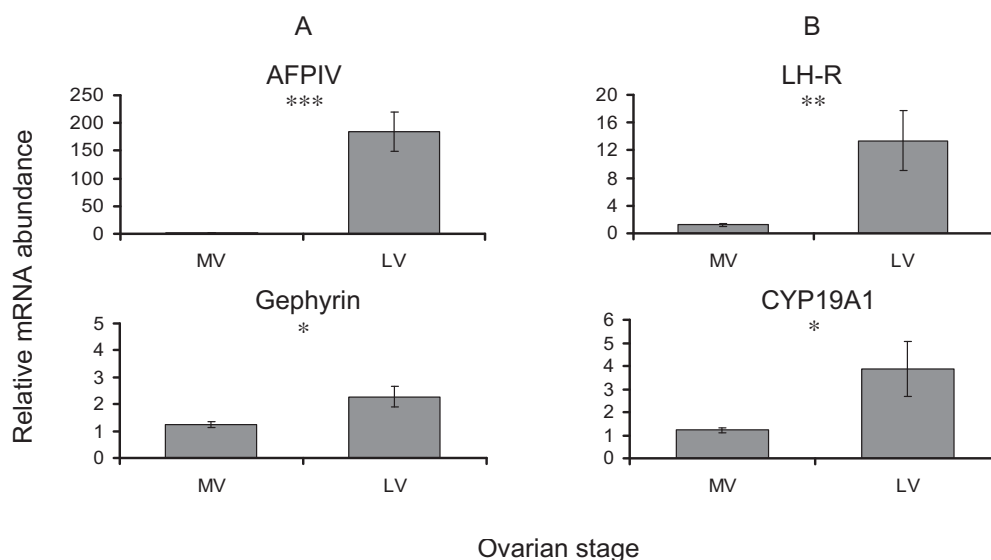 A
AFPIV
***
250
200
150
100
50
0
MV LV
Gephyrin
*
5
4
3
2
1
0
MV LV
B
LH-R
**
20
16
12
8
4
0
MV LV
CYP19A1
*
6
5
4
3
2
1
0
MV LV
Relative mRNA abundance
Ovarian stage